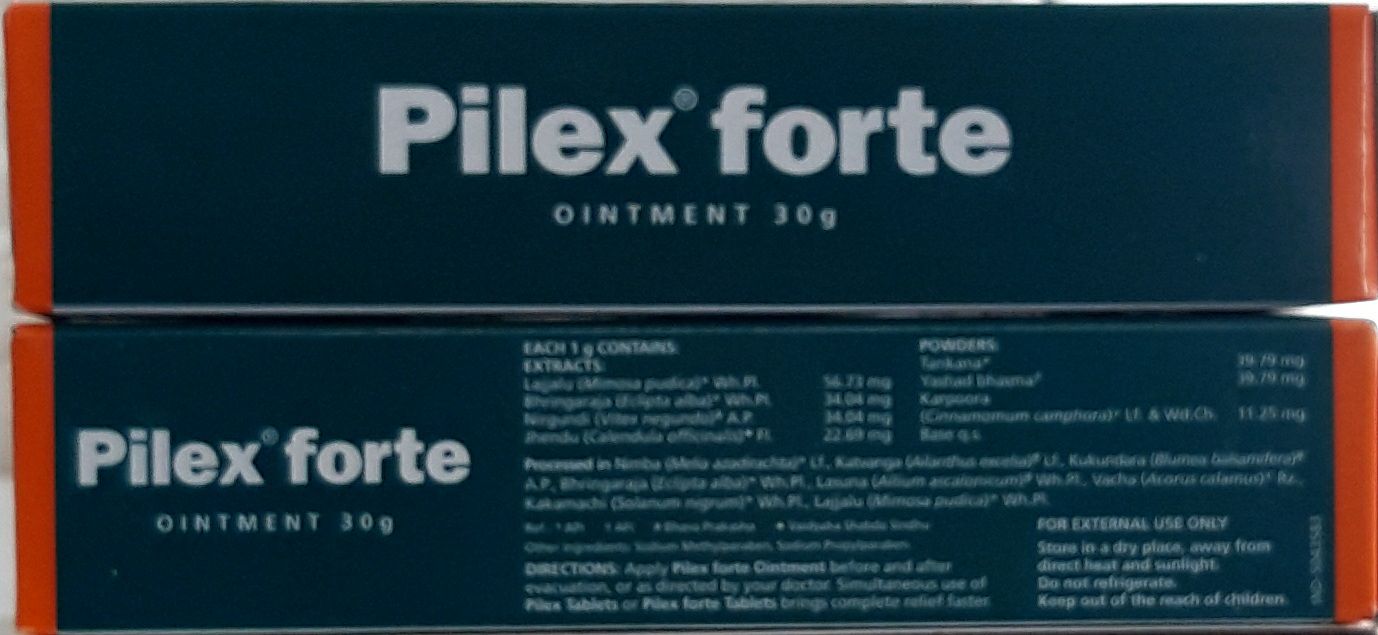 Pilex® forte
OINTMENT 30g
Pilex® forte
OINTMENT 30g
EACH 1 g CONTAINS:
EXTRACTS:
Lajjalu (Mimosa pudica)* Wh.Pl. 56.73 mg
Bhringaraja (Eclipta alba)* Wh.Pl. 34.04 mg
Nirgundi (Vitex negundo)# A.P. 34.04 mg
Jhendu (Calendula officinalis)* Fl. 22.69 mg
POWDERS:
Tankana* 39.79 mg
Yashad bhasma# 39.79 mg
Karpoora
(Cinnamomum camphora)* Lf. & Wd.Ch. 11.25 mg
Base q.s.
Processed in Nimba (Melia azadirachta)* Lf., Katvanga (Ailanthus excelsa)# Lf., Kukundara (Blumea balsamifera)#
A.P., Bhringaraja (Eclipta alba)* Wh.Pl., Lasuna (Allium ascalonicum)# Wh.Pl., Vacha (Acorus calamus)* Rz.,
Kakamachi (Solanum nigrum)* Wh.Pl., Lajjalu (Mimosa pudica)* Wh.Pl.
Other ingredients: Sodium Methylparaben, Sodium Propylparaben.
DIRECTIONS: Apply Pilex forte Ointment before and after
evacuation, or as directed by your doctor. Simultaneous use of
Pilex Tablets or Pilex forte Tablets brings complete relief faster.
FOR EXTERNAL USE ONLY
Store in a dry place, away from
direct heat and sunlight.
Do not refrigerate.
Keep out of the reach of children.